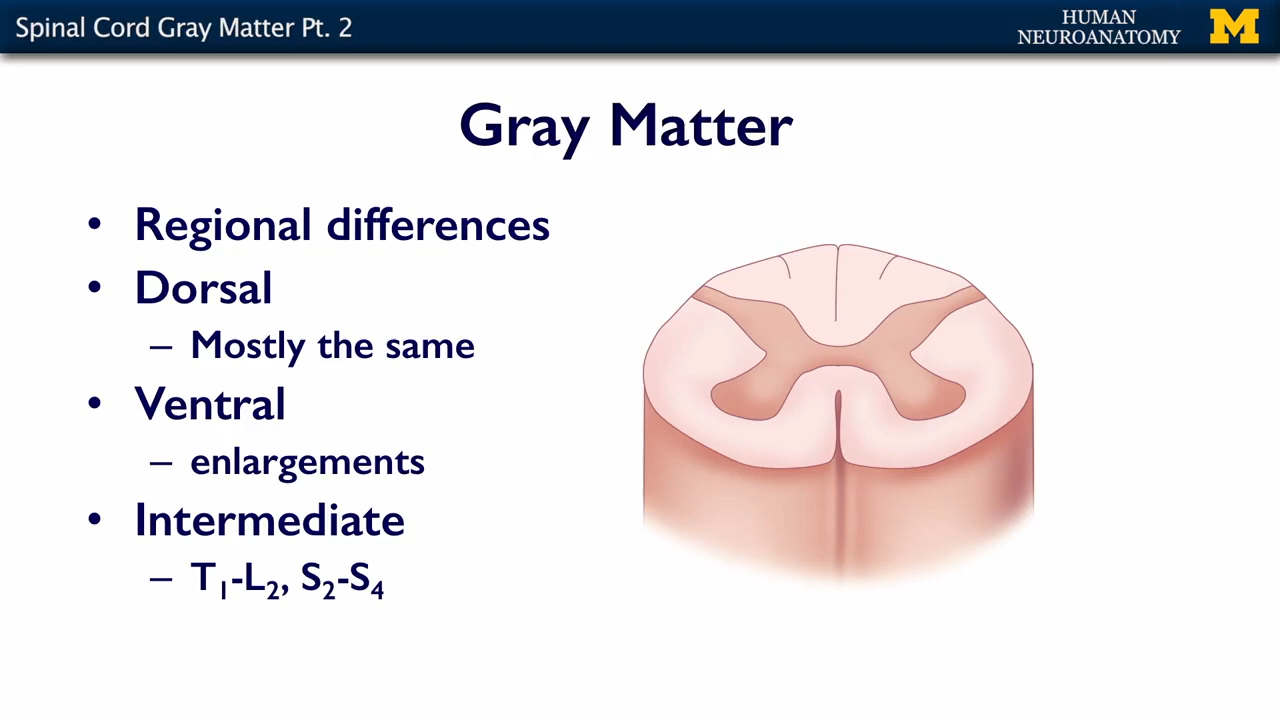 Spinal Cord Gray Matter Pt. 2
HUMAN
NEUROANATOMY
M
Gray Matter
• Regional differences
• Dorsal
– Mostly the same
• Ventral
– enlargements
• Intermediate
– T₁-L₂, S₂-S₄